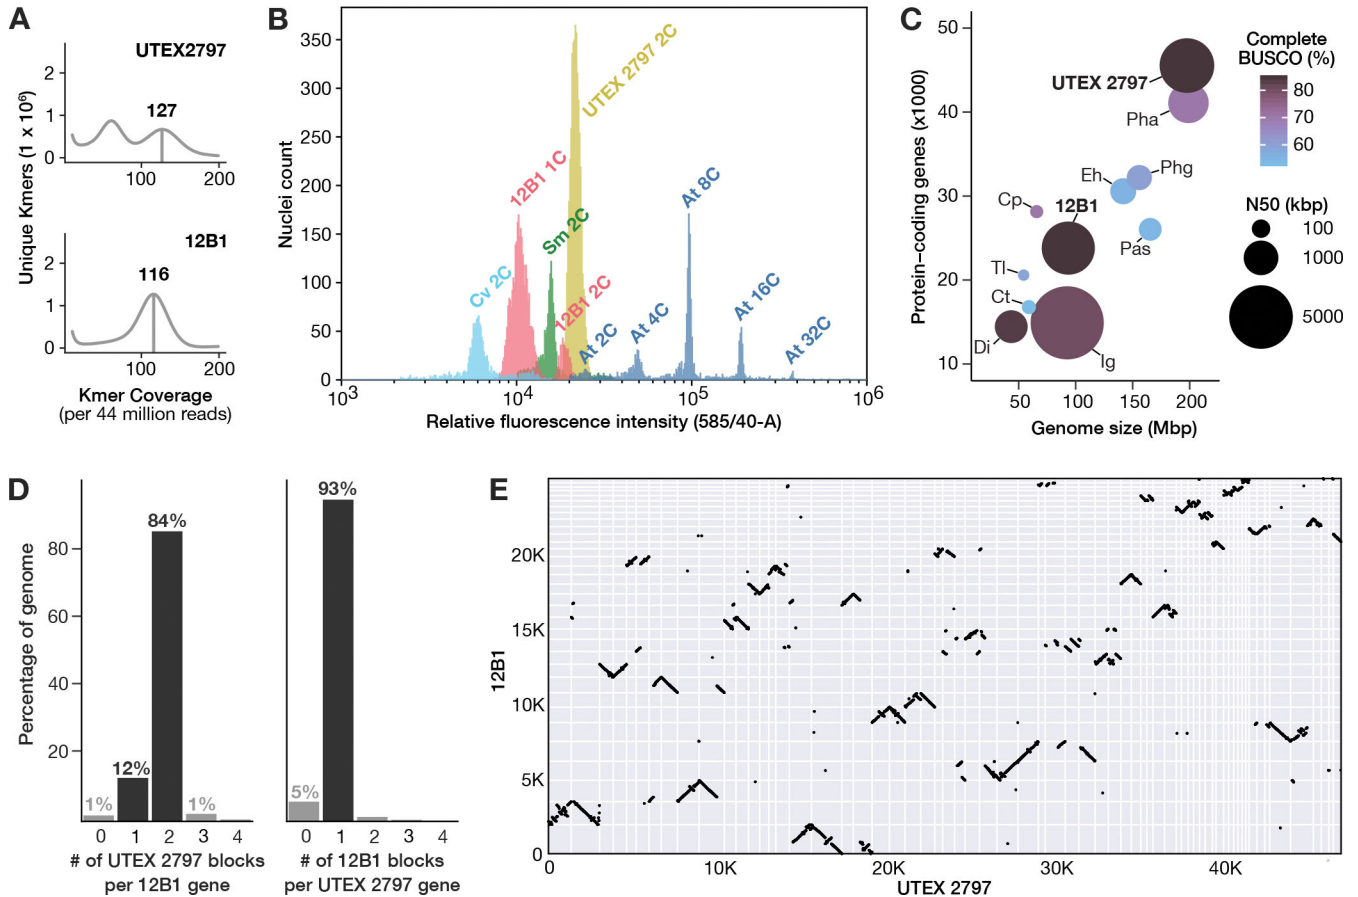 A
UTEX2797
127
2
1
0
100
200
Unique Kmers (1 x 10⁶)
12B1
116
2
1
0
100
200
Kmer Coverage
(per 44 million reads)
B
350
300
250
200
150
100
50
0
Nuclei count
Cv 2C
12B1 1C
Sm 2C
12B1 2C
UTEX 2797 2C
At 2C
At 4C
At 8C
At 16C
At 32C
10³
10⁴
10⁵
10⁶
Relative fluorescence intensity (585/40-A)
C
50
40
30
20
10
Protein–coding genes (x1000)
UTEX 2797
Pha
Eh
Phg
Cp
12B1
Pas
Tl
Ct
Di
Ig
50
100
150
200
Genome size (Mbp)
Complete
BUSCO (%)
80
70
60
N50 (kbp)
100
1000
5000
D
Percentage of genome
80
60
40
20
1%
12%
84%
1%
0
1
2
3
4
# of UTEX 2797 blocks
per 12B1 gene
5%
93%
0
1
2
3
4
# of 12B1 blocks
per UTEX 2797 gene
E
12B1
20K
15K
10K
5K
0
0
10K
20K
30K
40K
UTEX 2797